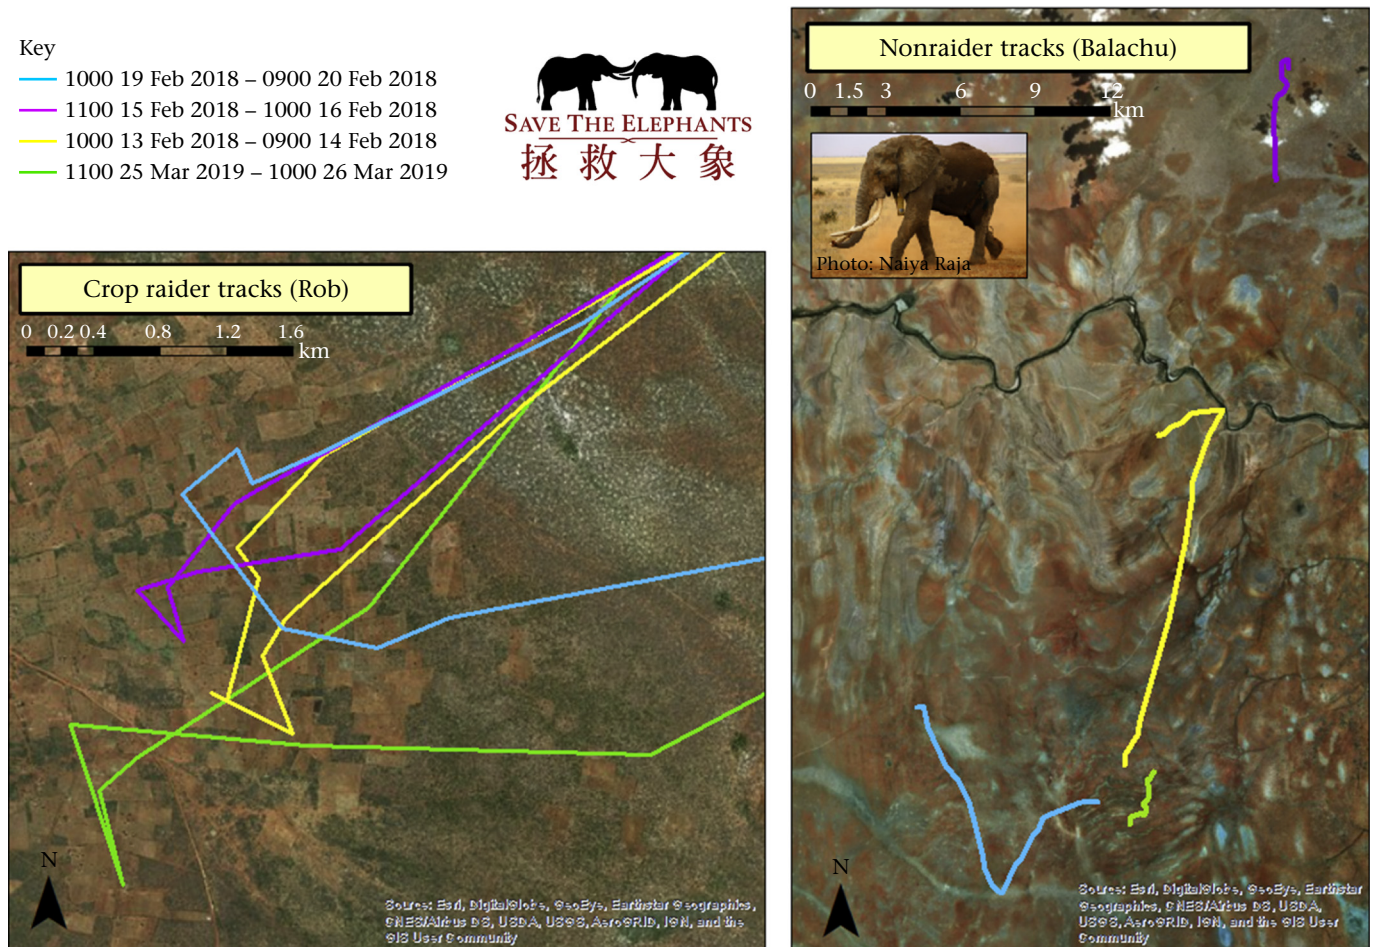 Key
1000 19 Feb 2018 – 0900 20 Feb 2018
1100 15 Feb 2018 – 1000 16 Feb 2018
1000 13 Feb 2018 – 0900 14 Feb 2018
1100 25 Mar 2019 – 1000 26 Mar 2019
SAVE THE ELEPHANTS
拯救大象
Crop raider tracks (Rob)
0 0.2 0.4 0.8 1.2 1.6
km
N
Source: Esri, DigitalGlobe, GeoEye, Earthstar Geographics,
CNES/Airbus DS, USDA, USGS, AeroGRID, IGN, and the
GIS User Community
Nonraider tracks (Balachu)
0 1.5 3 6 9 12
km
Photo: Naiya Raja
N
Source: Esri, DigitalGlobe, GeoEye, Earthstar
Geographics, CNES/Airbus DS, USDA,
USGS, AeroGRID, IGN, and the GIS User
Community